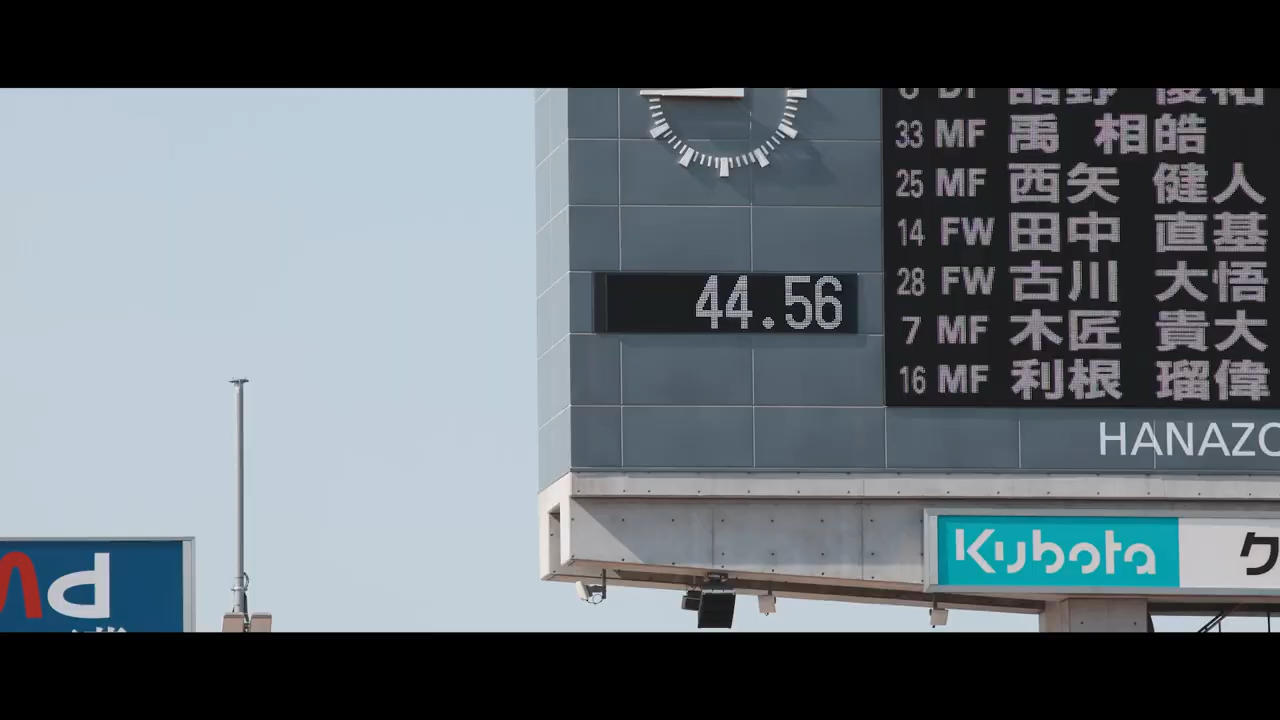 33 MF 禹 相皓
25 MF 西矢 健人
14 FW 田中 直基
28 FW 古川 大悟
7 MF 木匠 貴大
16 MF 利根 瑠偉
44.56
HANAZO
Kubota ク